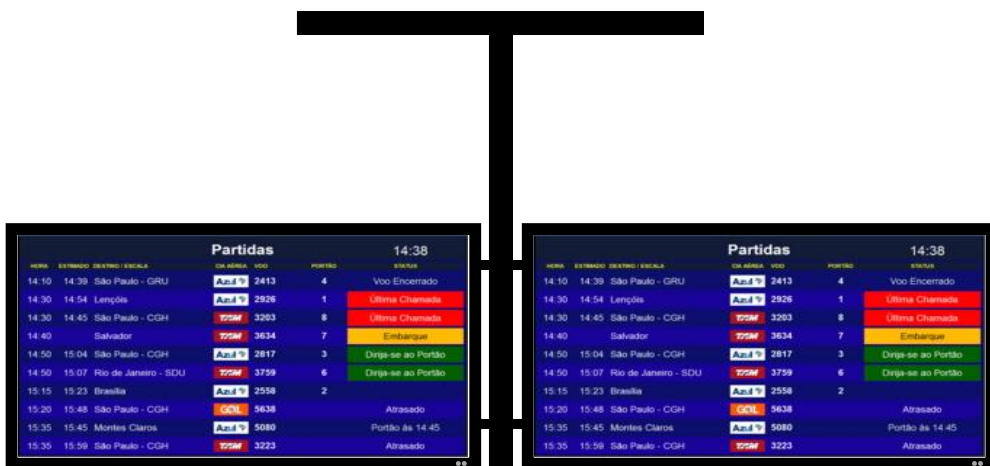 Partidas 14:38
HORA ESTIMADO DESTINO / ESCALA CIA AÉREA VOO PORTÃO STATUS
14:10 14:39 São Paulo - GRU Azul 2413 4 Voo Encerrado
14:30 14:54 Lençóis Azul 2926 1 Última Chamada
14:30 14:45 São Paulo - CGH TAM 3203 8 Última Chamada
14:40 Salvador TAM 3634 7 Embarque
14:50 15:04 São Paulo - CGH Azul 2817 3 Dirija-se ao Portão
14:50 15:07 Rio de Janeiro - SDU TAM 3759 6 Dirija-se ao Portão
15:15 15:23 Brasília Azul 2558 2
15:20 15:48 São Paulo - CGH GOL 5638 Atrasado
15:35 15:45 Montes Claros Azul 5080 Portão às 14:45
15:35 15:59 São Paulo - CGH TAM 3223 Atrasado
Partidas 14:38
HORA ESTIMADO DESTINO / ESCALA CIA AÉREA VOO PORTÃO STATUS
14:10 14:39 São Paulo - GRU Azul 2413 4 Voo Encerrado
14:30 14:54 Lençóis Azul 2926 1 Última Chamada
14:30 14:45 São Paulo - CGH TAM 3203 8 Última Chamada
14:40 Salvador TAM 3634 7 Embarque
14:50 15:04 São Paulo - CGH Azul 2817 3 Dirija-se ao Portão
14:50 15:07 Rio de Janeiro - SDU TAM 3759 6 Dirija-se ao Portão
15:15 15:23 Brasília Azul 2558 2
15:20 15:48 São Paulo - CGH GOL 5638 Atrasado
15:35 15:45 Montes Claros Azul 5080 Portão às 14:45
15:35 15:59 São Paulo - CGH TAM 3223 Atrasado